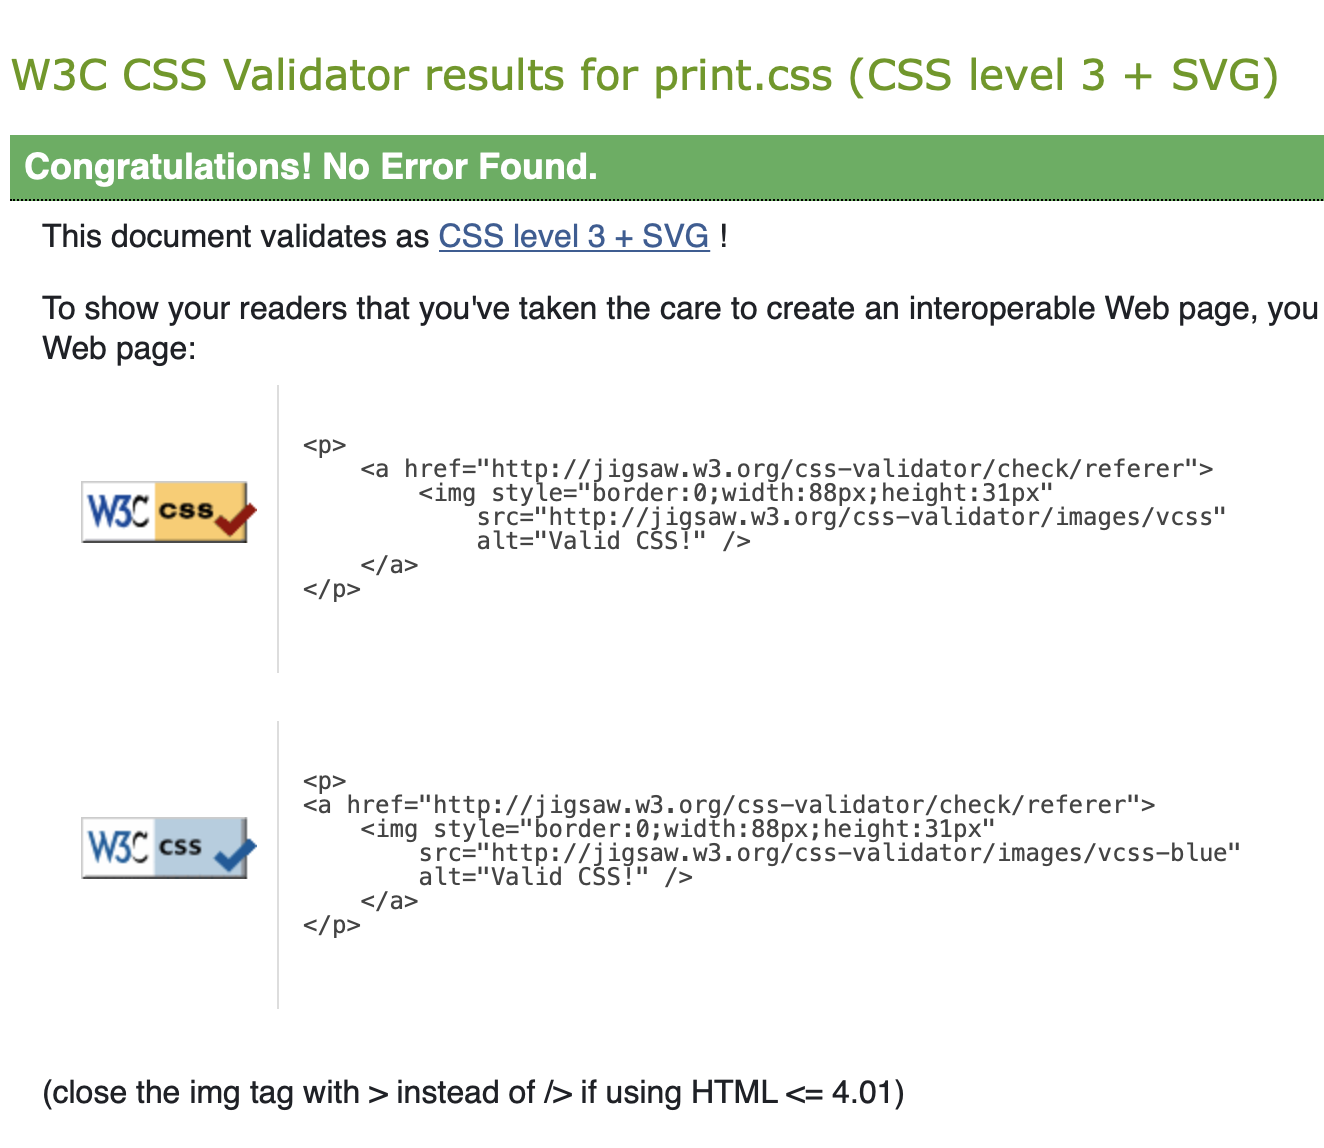 W3C CSS Validator results for print.css (CSS level 3 + SVG)
Congratulations! No Error Found.
This document validates as CSS level 3 + SVG !
To show your readers that you've taken the care to create an interoperable Web page, you
Web page:
<p>
    <a href="http://jigsaw.w3.org/css-validator/check/referer">
        <img style="border:0;width:88px;height:31px"
            src="http://jigsaw.w3.org/css-validator/images/vcss"
            alt="Valid CSS!" />
    </a>
</p>
W3C css
<p>
<a href="http://jigsaw.w3.org/css-validator/check/referer">
    <img style="border:0;width:88px;height:31px"
        src="http://jigsaw.w3.org/css-validator/images/vcss-blue"
        alt="Valid CSS!" />
    </a>
</p>
W3C css
(close the img tag with > instead of /> if using HTML <= 4.01)